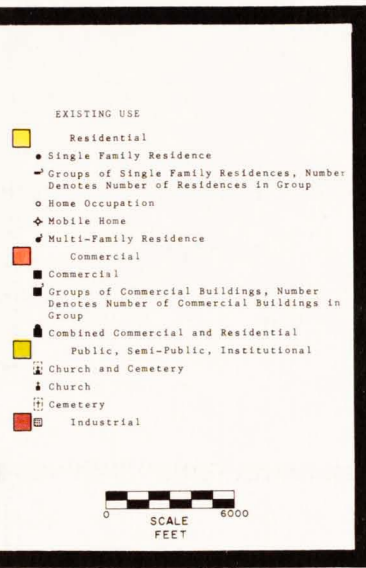 EXISTING USE
Residential
Single Family Residence
Groups of Single Family Residences, Number
Denotes Number of Residences in Group
Home Occupation
Mobile Home
Multi-Family Residence
Commercial
Commercial
Groups of Commercial Buildings, Number
Denotes Number of Commercial Buildings in
Group
Combined Commercial and Residential
Public, Semi-Public, Institutional
Church and Cemetery
Church
Cemetery
Industrial
0 6000
SCALE
FEET